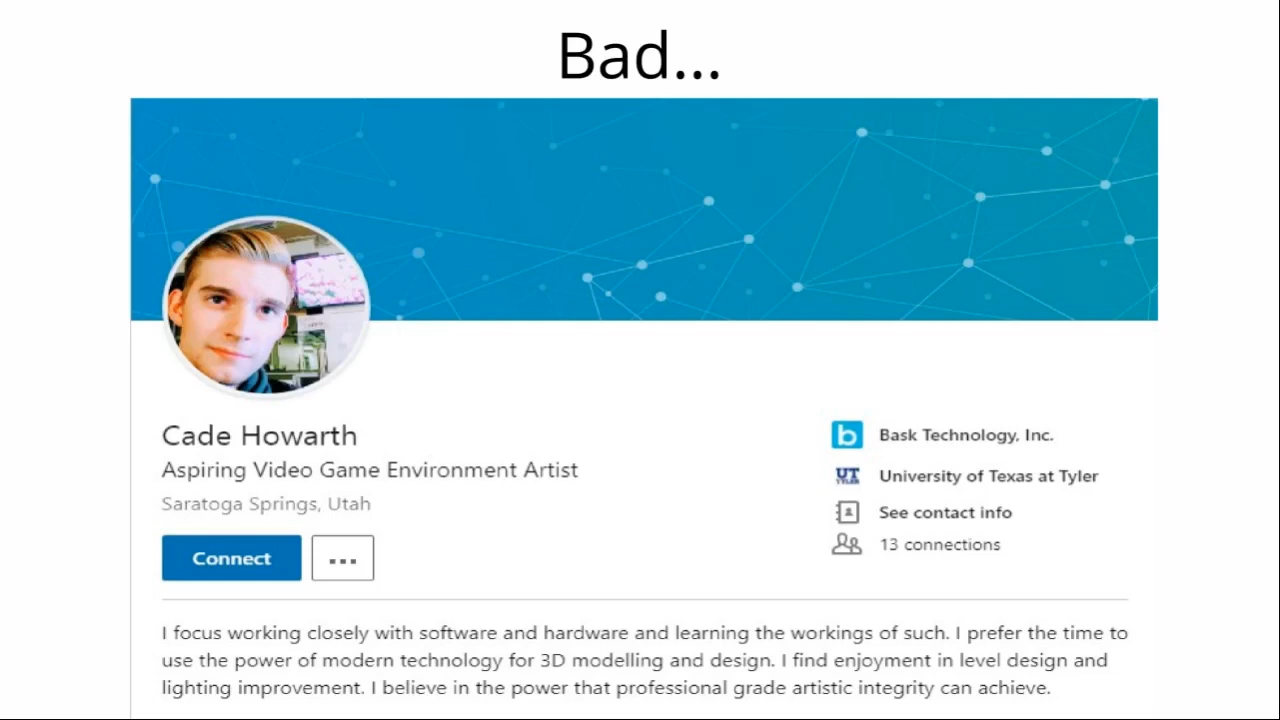 Bad...
Cade Howarth
Aspiring Video Game Environment Artist
Saratoga Springs, Utah
Connect
...
b
Bask Technology, Inc.
UT
TYLER
University of Texas at Tyler
See contact info
13 connections
I focus working closely with software and hardware and learning the workings of such. I prefer the time to
use the power of modern technology for 3D modelling and design. I find enjoyment in level design and
lighting improvement. I believe in the power that professional grade artistic integrity can achieve.